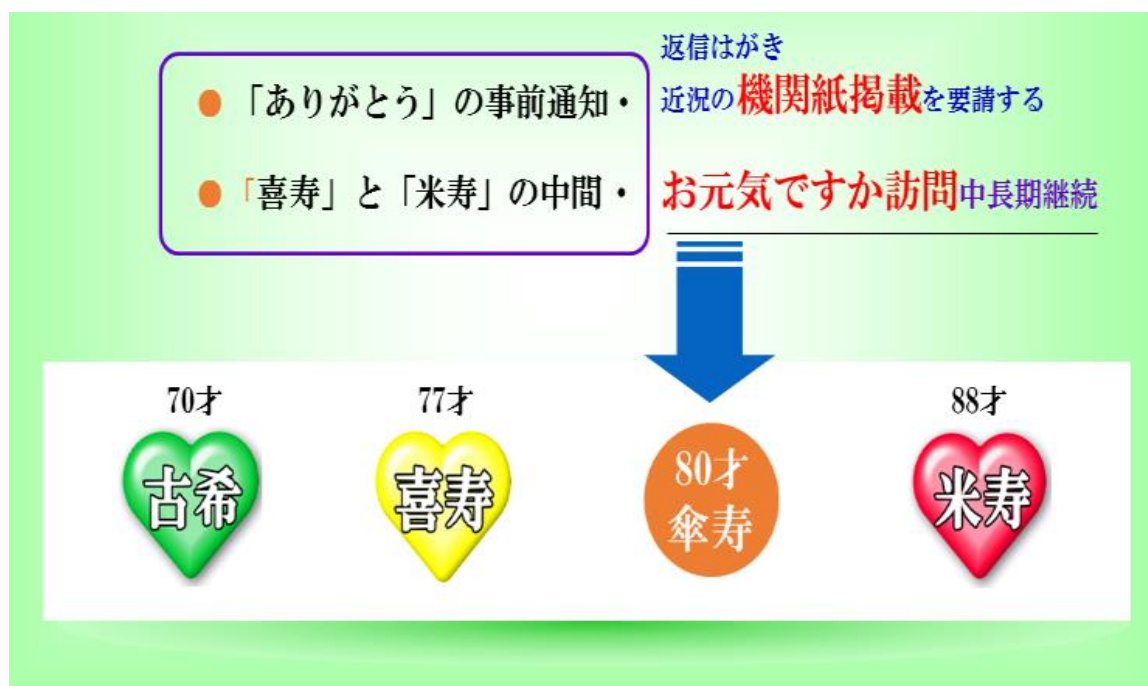 返信はがき
● 「ありがとう」の事前通知・ 近況の機関紙掲載を要請する
● 「喜寿」と「米寿」の中間・ お元気ですか訪問中長期継続
70才
古希
77才
喜寿
80才
傘寿
88才
米寿